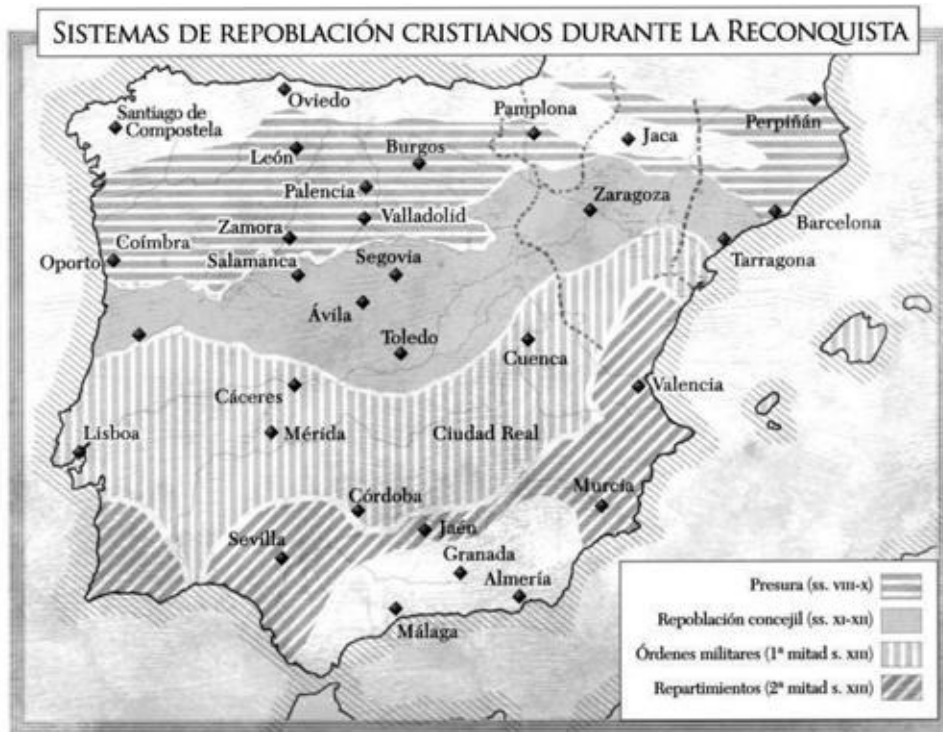 SISTEMAS DE REPOBLACIÓN CRISTIANOS DURANTE LA RECONQUISTA
Oviedo
Santiago de
Compostela
Pamplona
Jaca
Perpiñán
León
Burgos
Palencia
Zaragoza
Valladolid
Zamora
Barcelona
Coímbra
Oporto
Salamanca
Segovia
Tarragona
Ávila
Toledo
Cuenca
Cáceres
Valencia
Lisboa
Mérida
Ciudad Real
Córdoba
Murcia
Sevilla
Jaén
Granada
Almería
Málaga
Presura (ss. VIII-X)
Repoblación concejil (ss. XI-XII)
Órdenes militares (1ª mitad s. XIII)
Repartimientos (2ª mitad s. XIII)